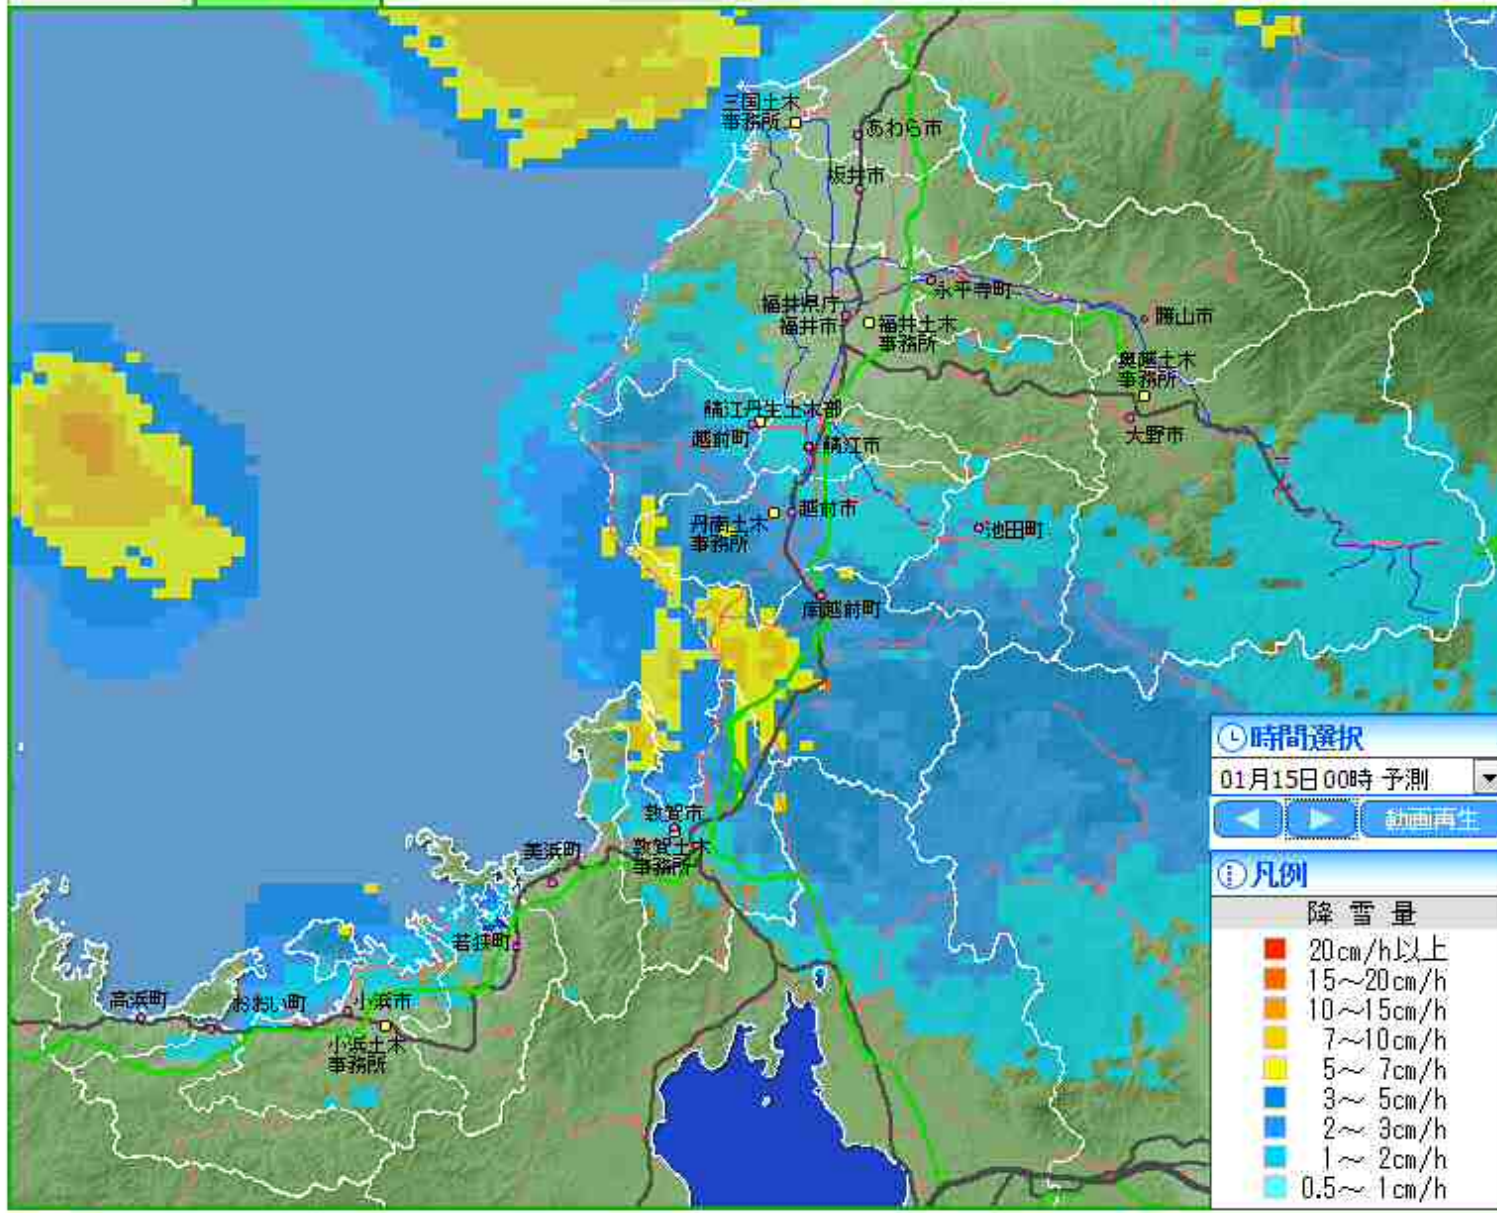 三国土木
事務所
あわら市
坂井市
永平寺町
福井県庁
福井市
福井土木
事務所
勝山市
奥越土木
事務所
鯖江丹生土木部
越前町
鯖江市
大野市
丹南土木
事務所
越前市
池田町
南越前町
敦賀市
敦賀土木
事務所
美浜町
若狭町
高浜町
おおい町
小浜市
小浜土木
事務所
時間選択
01月15日00時 予測
動画再生
凡例
降 雪 量
20cm/h以上
15～20cm/h
10～15cm/h
7～10cm/h
5～ 7cm/h
3～ 5cm/h
2～ 3cm/h
1～ 2cm/h
0.5～ 1cm/h